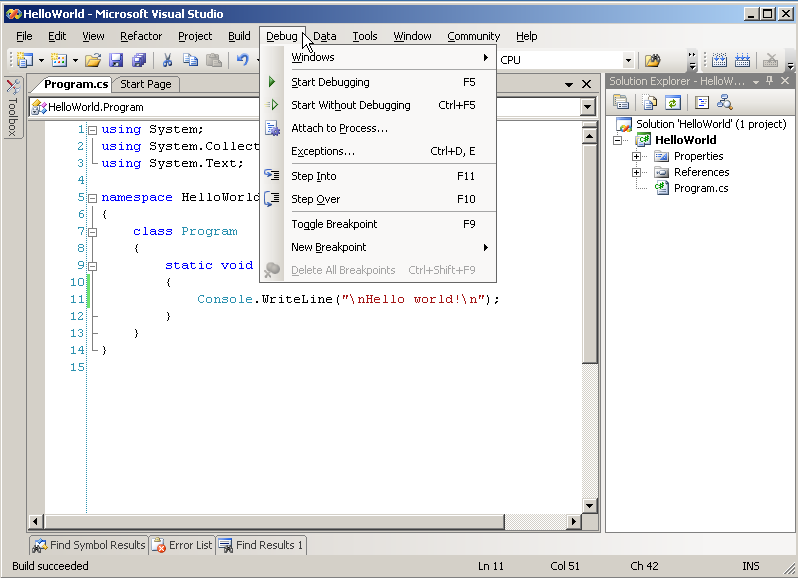 HelloWorld - Microsoft Visual Studio
File Edit View Refactor Project Build Debug Data Tools Window Community Help
CPU
Program.cs Start Page
HelloWorld.Program
1 using System;
2 using System.Collect
3 using System.Text;
4
5 namespace HelloWorld
6 {
7 class Program
8 {
9 static void
10 {
11 Console.WriteLine("\nHello world!\n");
12 }
13 }
14 }
15
Windows
Start Debugging F5
Start Without Debugging Ctrl+F5
Attach to Process...
Exceptions... Ctrl+D, E
Step Into F11
Step Over F10
Toggle Breakpoint F9
New Breakpoint
Delete All Breakpoints Ctrl+Shift+F9
Toolbox
Solution Explorer - HelloW...
Solution 'HelloWorld' (1 project)
HelloWorld
Properties
References
Program.cs
Find Symbol Results Error List Find Results 1
Build succeeded Ln 11 Col 51 Ch 42 INS